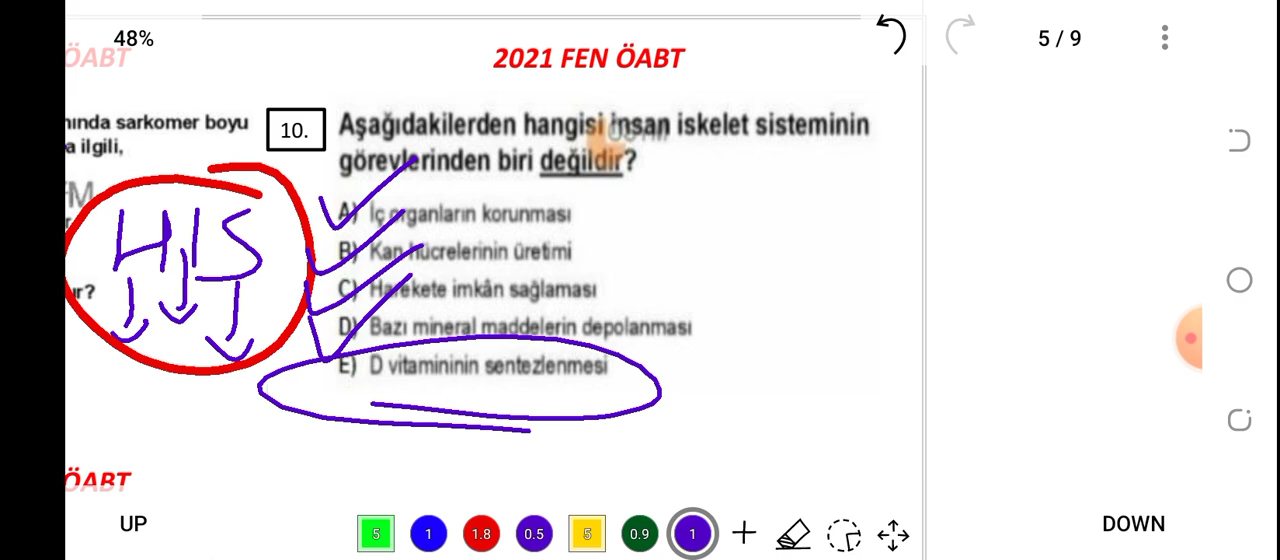 48%
5 / 9
ÖABT
2021 FEN ÖABT
ında sarkomer boyu
a ilgili,
FM
HIS
ır?
10.
Aşağıdakilerden hangisi insan iskelet sisteminin
görevlerinden biri değildir?
A) İç organların korunması
B) Kan hücrelerinin üretimi
C) Harekete imkân sağlaması
D) Bazı mineral maddelerin depolanması
E) D vitamininin sentezlenmesi
ÖABT
UP
5 1 1.8 0.5 5 0.9 1
DOWN